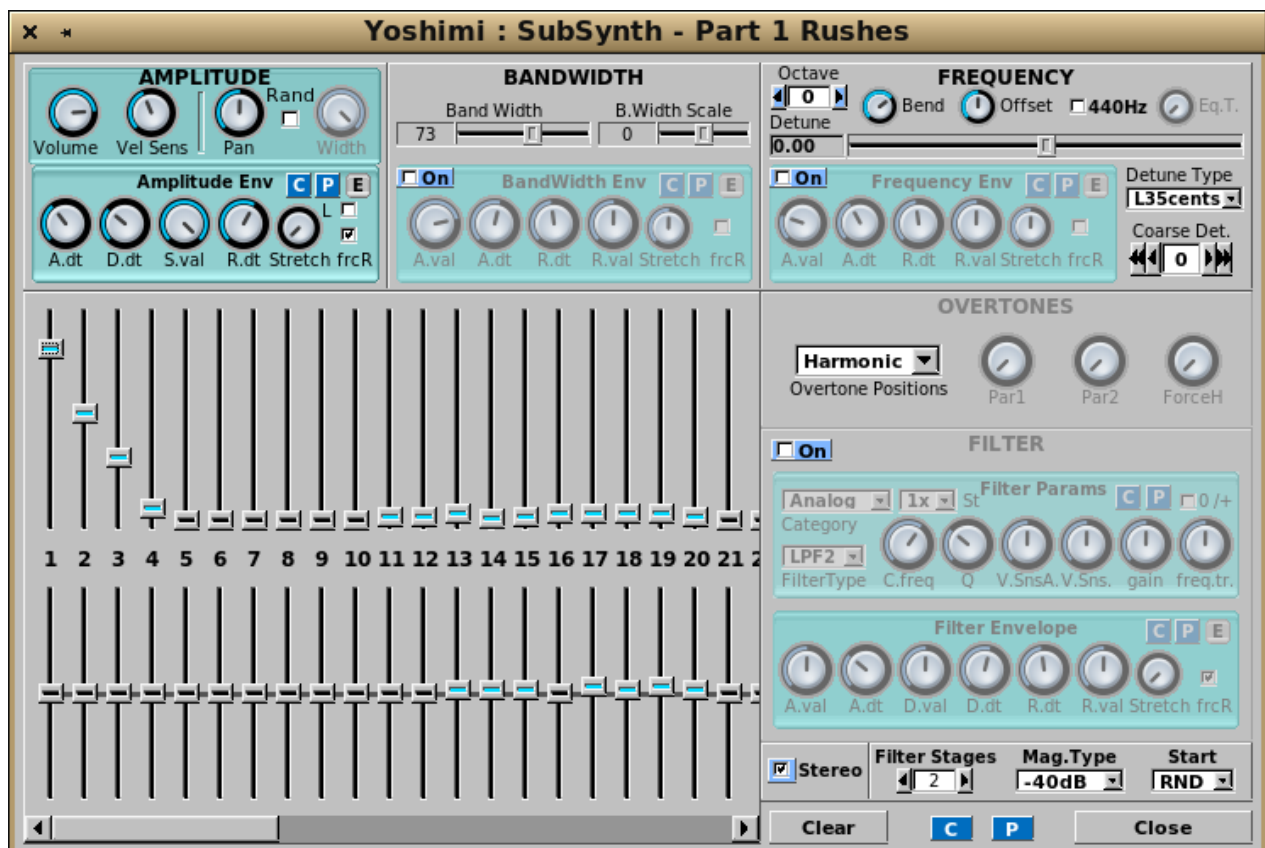 Yoshimi : SubSynth - Part 1 Rushes
AMPLITUDE
Rand
Volume Vel Sens Pan Width
Amplitude Env C P E
L
A.dt D.dt S.val R.dt Stretch frcR
BANDWIDTH
Band Width B.Width Scale
73 0
On BandWidth Env C P E
A.val A.dt R.dt R.val Stretch frcR
Octave
FREQUENCY
0 Bend Offset 440Hz Eq.T.
Detune
0.00
On Frequency Env C P E
A.val A.dt R.dt R.val Stretch frcR
Detune Type
L35cents
Coarse Det.
0
1 2 3 4 5 6 7 8 9 10 11 12 13 14 15 16 17 18 19 20 21 2
OVERTONES
Harmonic
Overtone Positions Par1 Par2 ForceH
On FILTER
Analog 1x St Filter Params C P 0 /+
Category
LPF2
FilterType C.freq Q V.SnsA. V.Sns. gain freq.tr.
Filter Envelope C P E
A.val A.dt D.val D.dt R.dt R.val Stretch frcR
Stereo
Filter Stages Mag.Type Start
2 -40dB RND
Clear C P Close